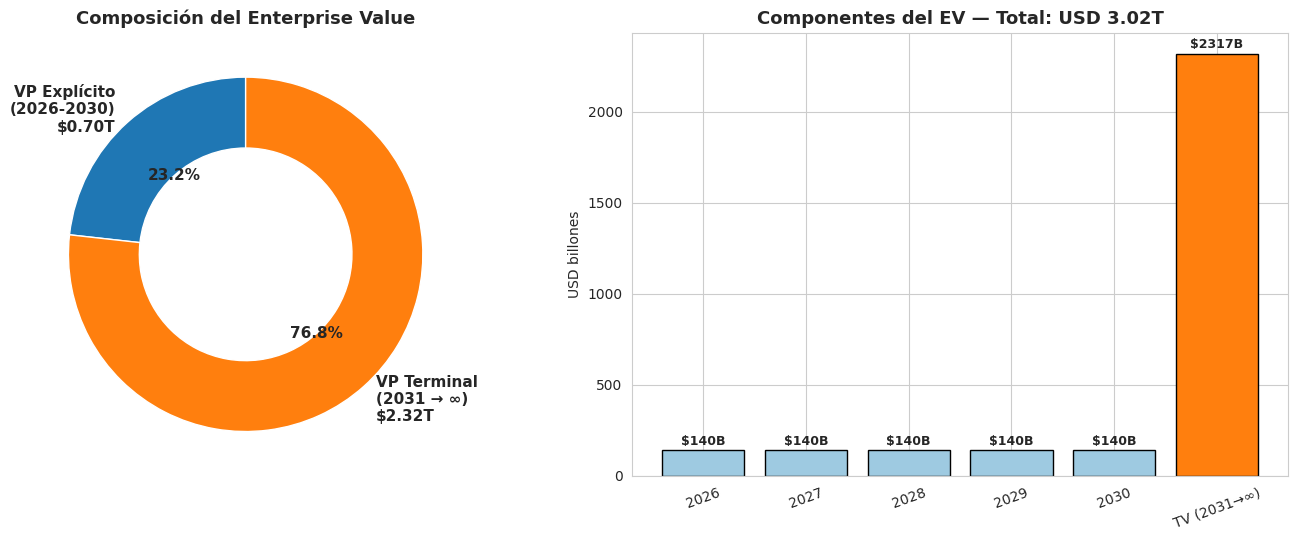 Composición del Enterprise Value
VP Explícito
(2026-2030)
$0.70T
23.2%
76.8%
VP Terminal
(2031 → ∞)
$2.32T
Componentes del EV — Total: USD 3.02T
USD billones
2000
1500
1000
500
0
$140B
$140B
$140B
$140B
$140B
$2317B
2026
2027
2028
2029
2030
TV (2031→∞)